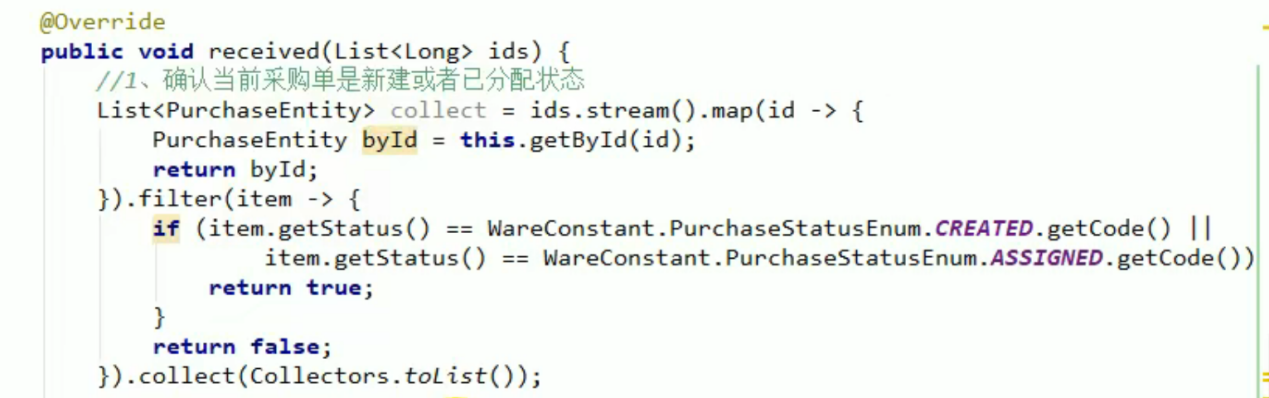 @Override
public void received(List<Long> ids) {
//1、确认当前采购单是新建或者已分配状态
List<PurchaseEntity> collect = ids.stream().map(id -> {
PurchaseEntity byId = this.getById(id);
return byId;
}).filter(item -> {
if (item.getStatus() == WareConstant.PurchaseStatusEnum.CREATED.getCode() ||
item.getStatus() == WareConstant.PurchaseStatusEnum.ASSIGNED.getCode())
return true;
}
return false;
}).collect(Collectors.toList());